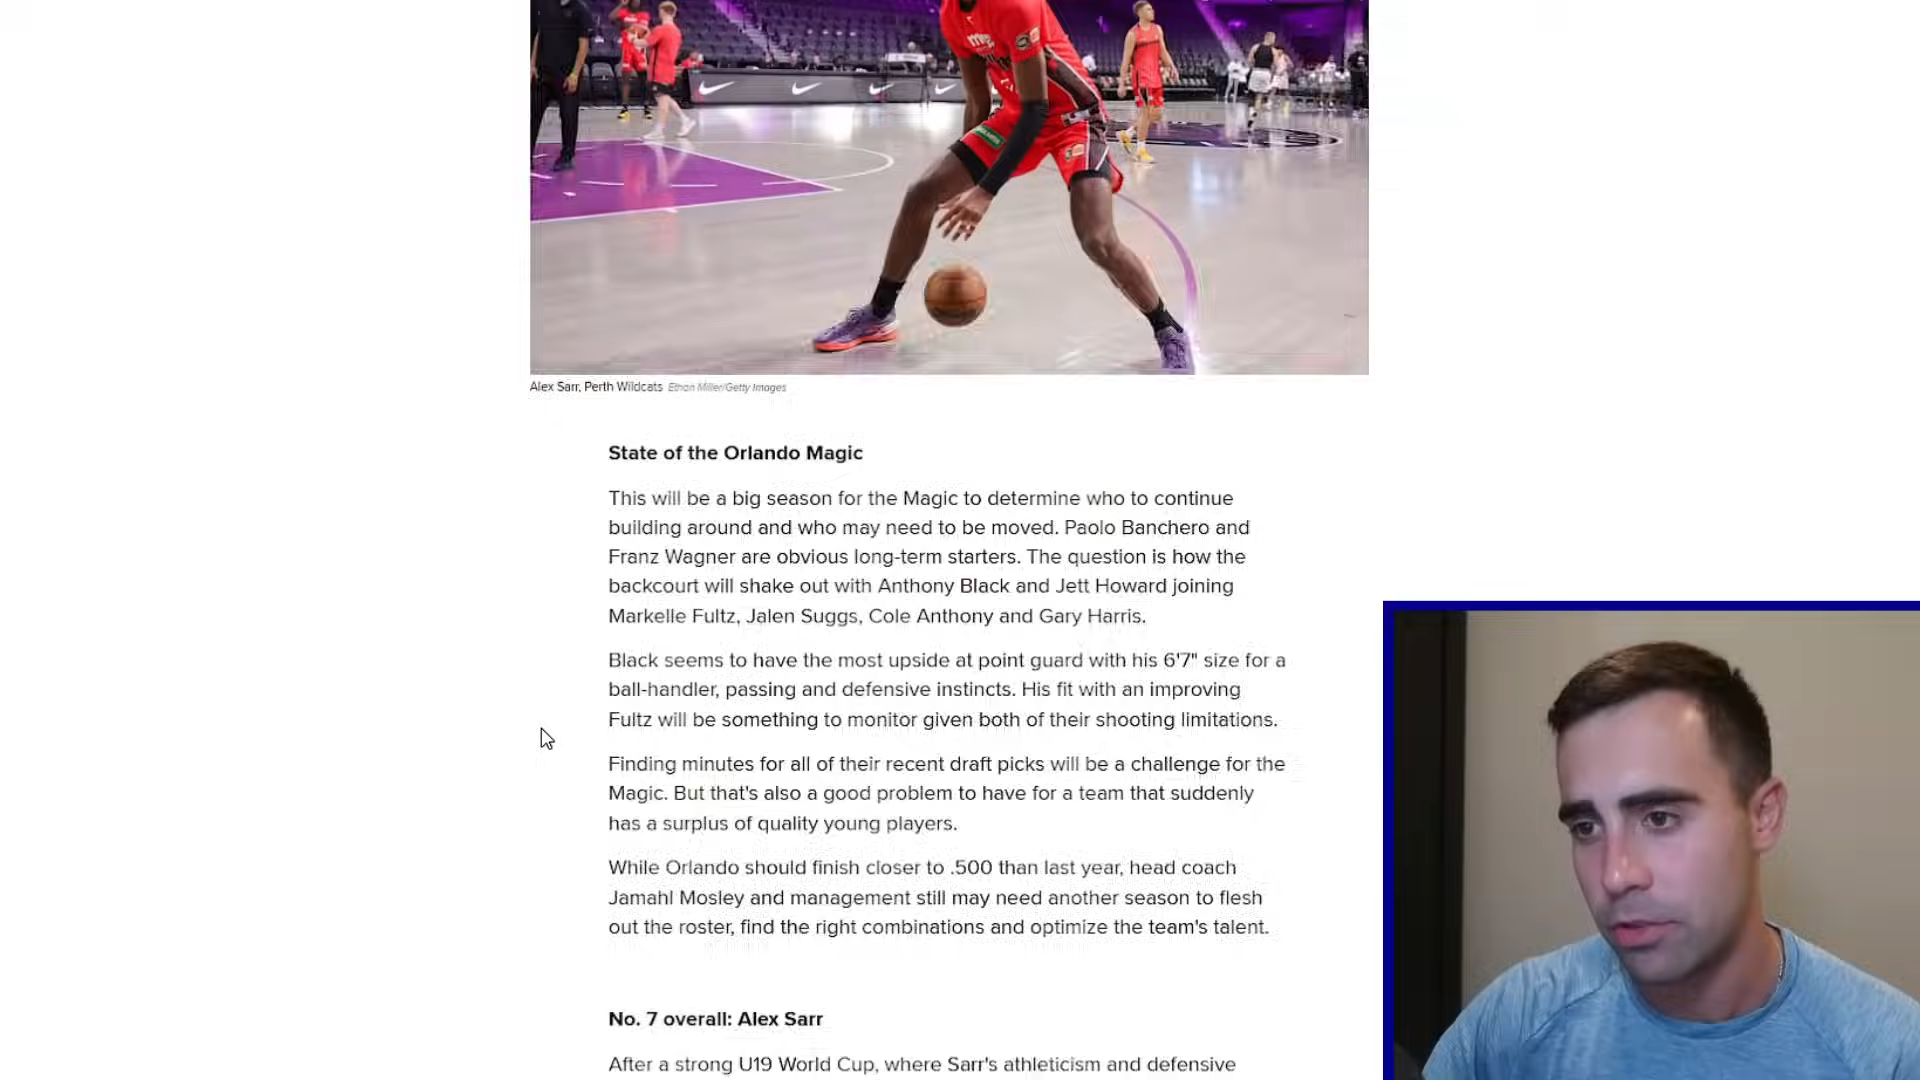 Alex Sarr, Perth Wildcats Ethan Miller/Getty Images
State of the Orlando Magic
This will be a big season for the Magic to determine who to continue
building around and who may need to be moved. Paolo Banchero and
Franz Wagner are obvious long-term starters. The question is how the
backcourt will shake out with Anthony Black and Jett Howard joining
Markelle Fultz, Jalen Suggs, Cole Anthony and Gary Harris.
Black seems to have the most upside at point guard with his 6'7" size for a
ball-handler, passing and defensive instincts. His fit with an improving
Fultz will be something to monitor given both of their shooting limitations.
Finding minutes for all of their recent draft picks will be a challenge for the
Magic. But that's also a good problem to have for a team that suddenly
has a surplus of quality young players.
While Orlando should finish closer to .500 than last year, head coach
Jamahl Mosley and management still may need another season to flesh
out the roster, find the right combinations and optimize the team's talent.
No. 7 overall: Alex Sarr
After a strong U19 World Cup, where Sarr's athleticism and defensive